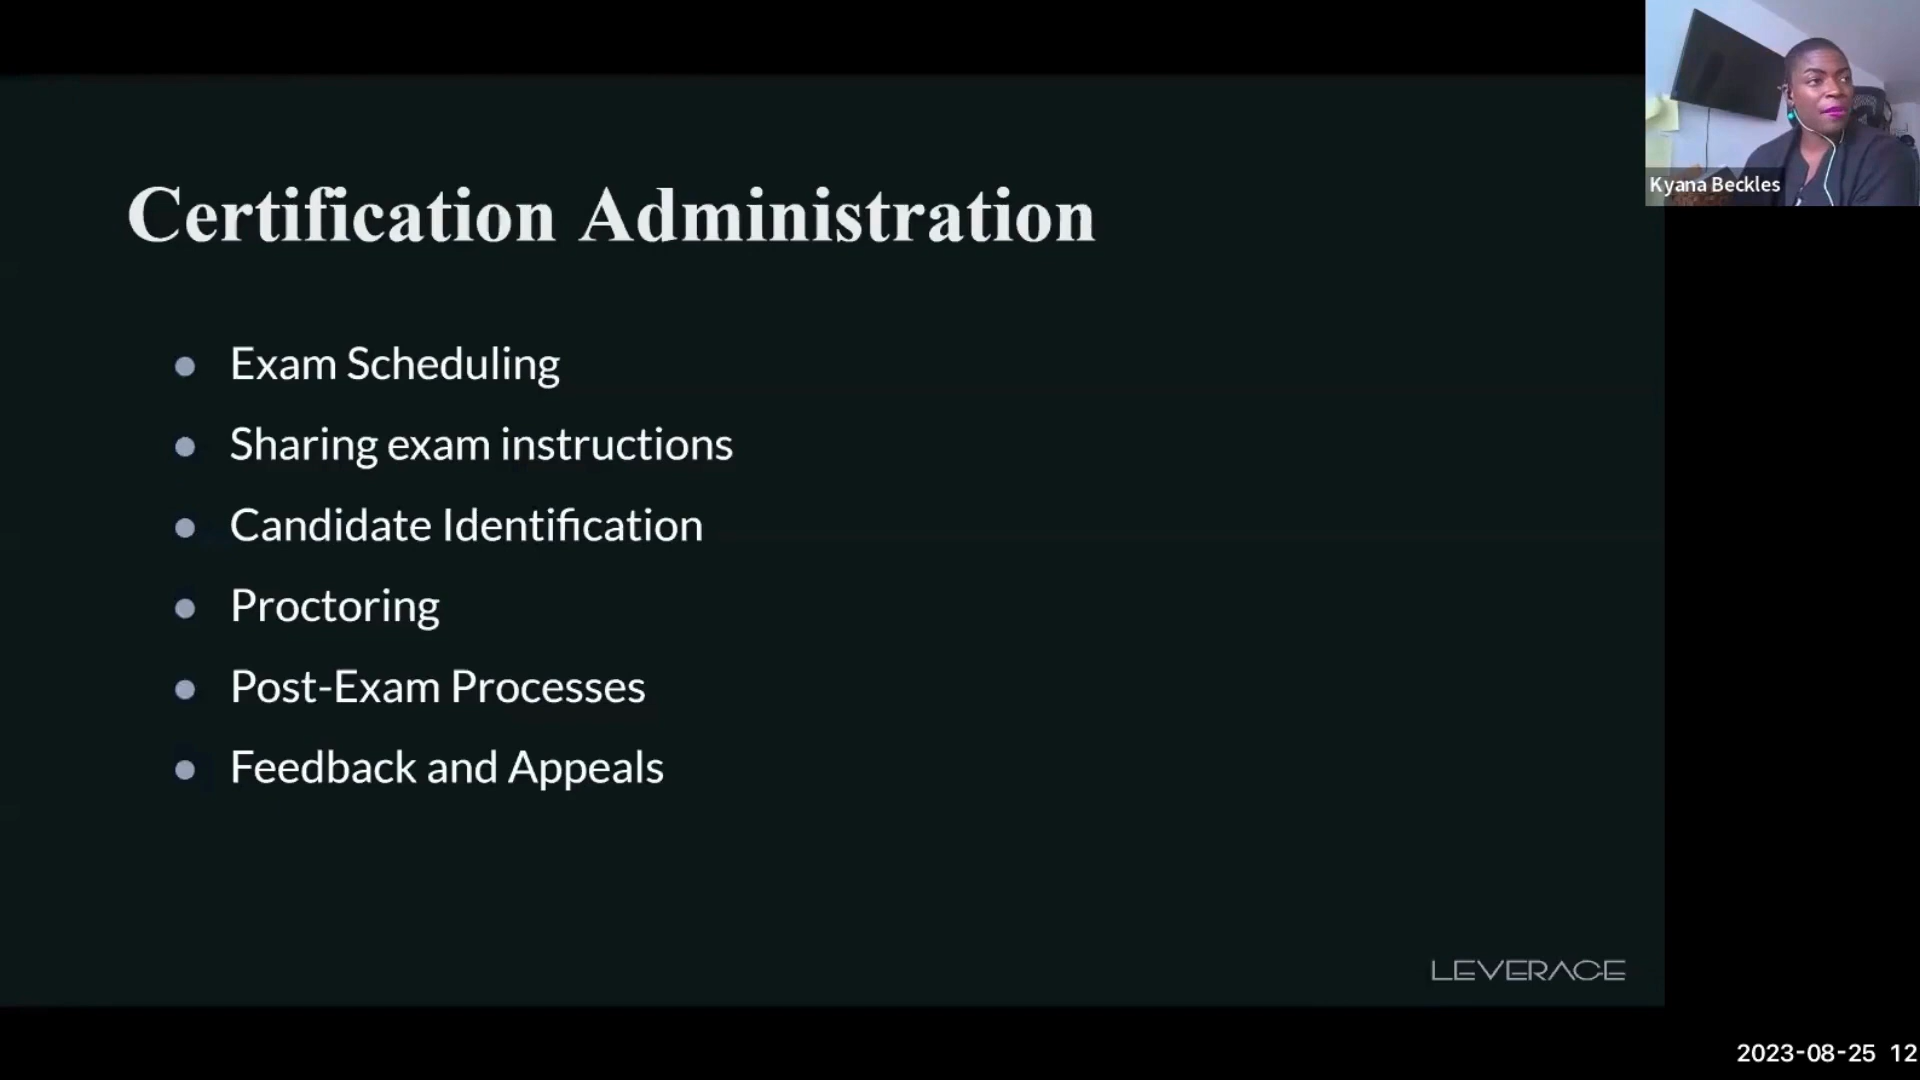 Kyana Beckles
Certification Administration
Exam Scheduling
Sharing exam instructions
Candidate Identification
Proctoring
Post-Exam Processes
Feedback and Appeals
LEVERAGE
2023-08-25 12